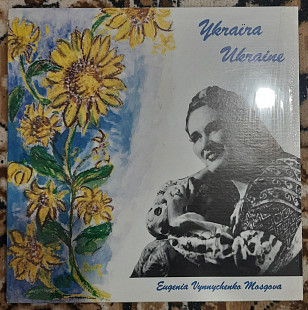 Україна
Ukraine
Eugenia Vynnychenko Mosgova